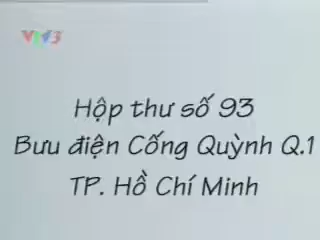 VTV3
Hộp thư số 93
Bưu điện Cống Quỳnh Q.1
TP. Hồ Chí Minh